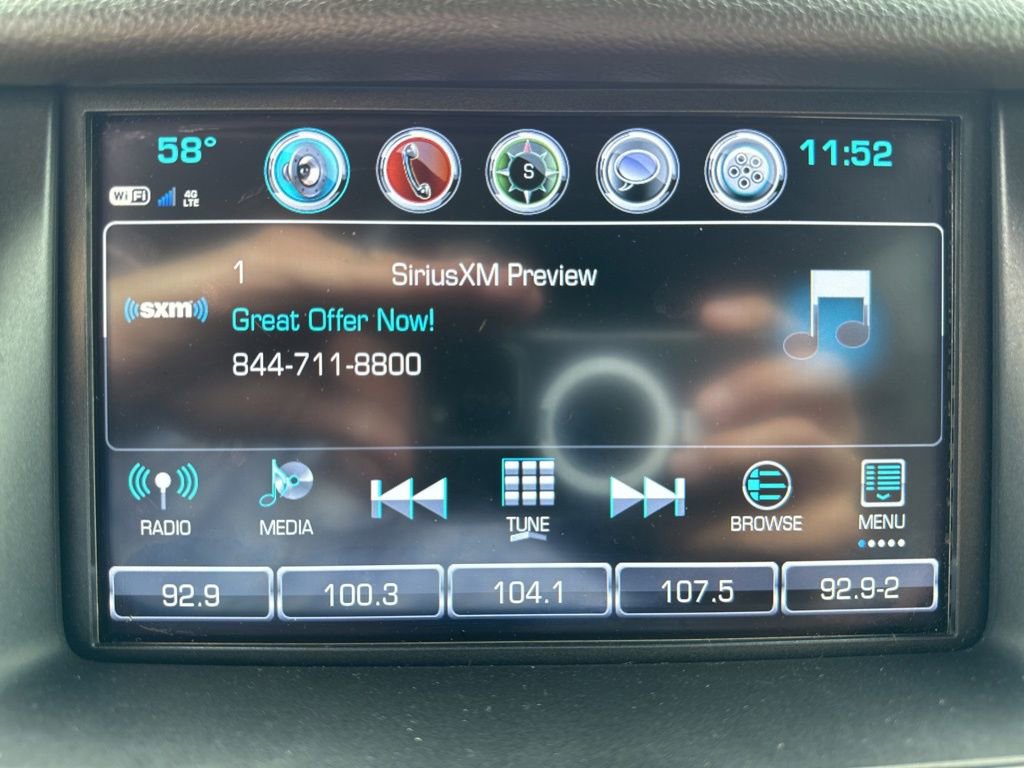 58°
11:52
WiFi
4G
LTE
S
1
SiriusXM Preview
sxm
Great Offer Now!
844-711-8800
RADIO
MEDIA
TUNE
BROWSE
MENU
92.9
100.3
104.1
107.5
92.9-2